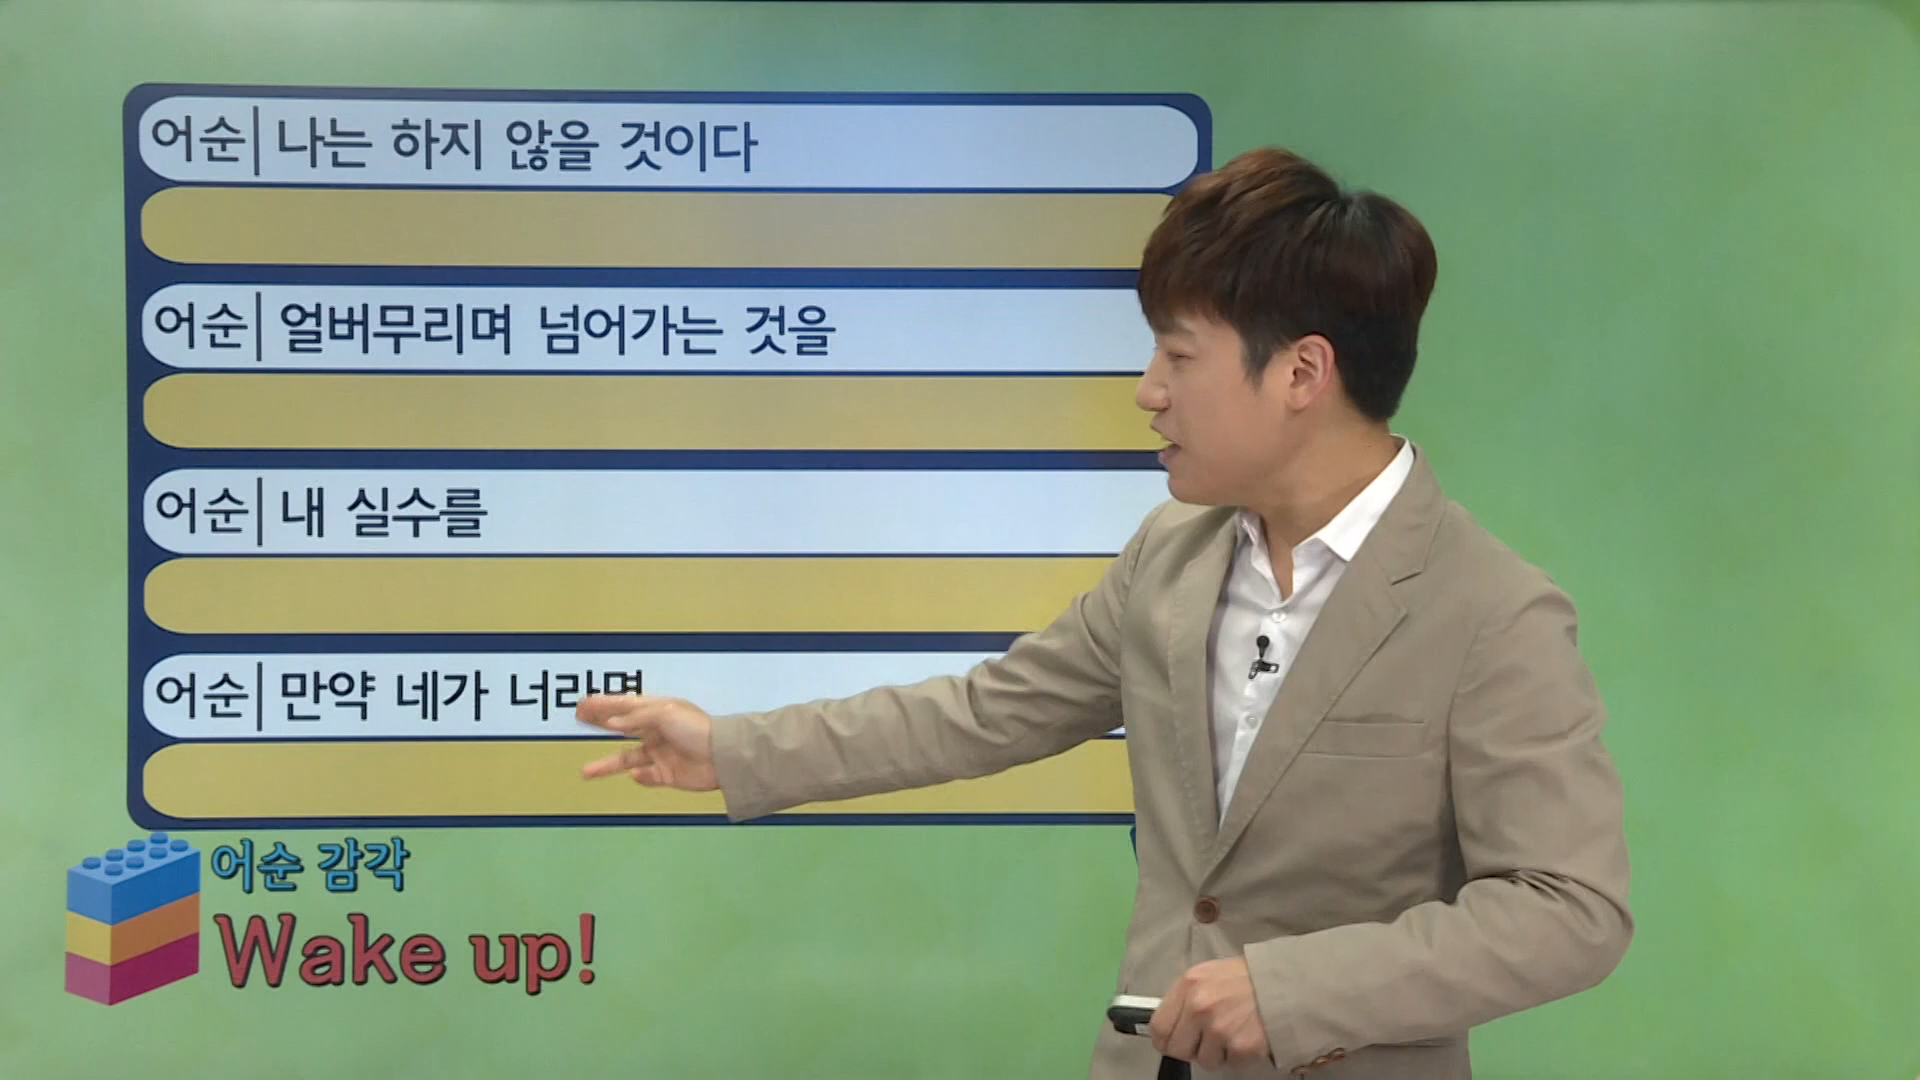 어순 | 나는 하지 않을 것이다
어순 | 얼버무리며 넘어가는 것을
어순 | 내 실수를
어순 | 만약 네가 너라면
어순 감각
Wake up!